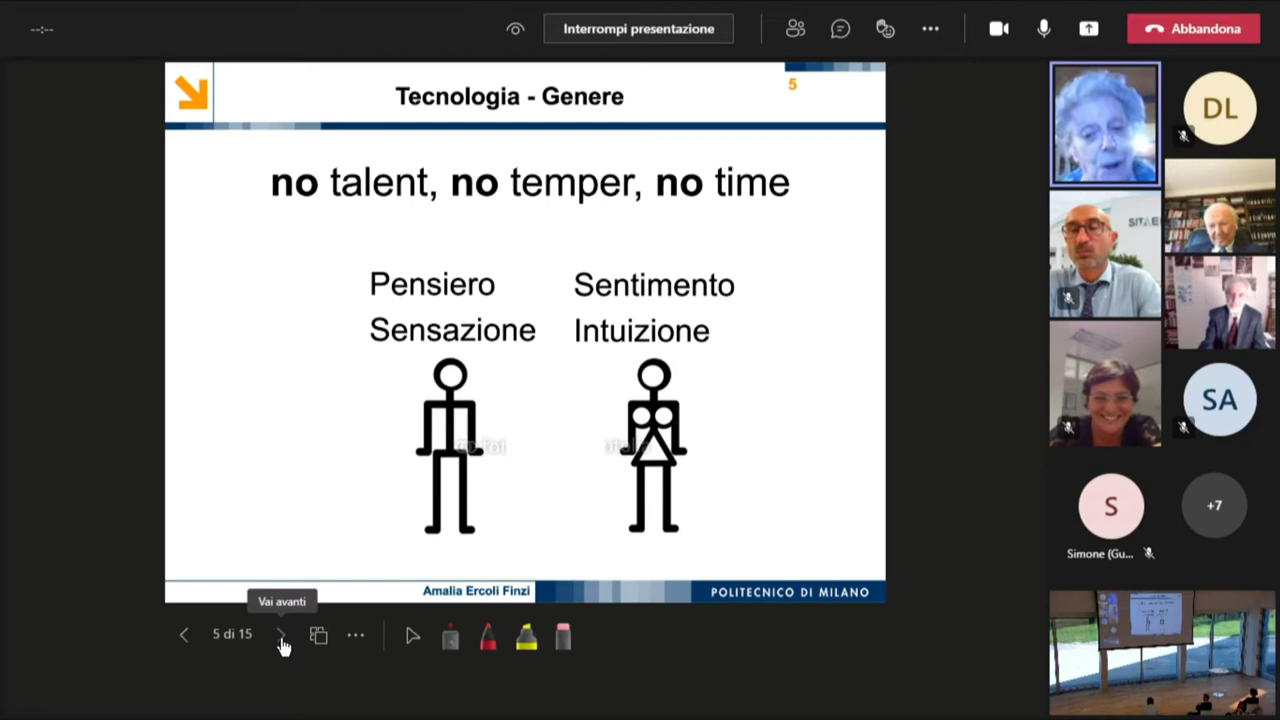 --:--
Interrompi presentazione
Abbandona
Tecnologia - Genere
5
no talent, no temper, no time
Pensiero
Sensazione
Sentimento
Intuizione
Amalia Ercoli Finzi
POLITECNICO DI MILANO
Vai avanti
5 di 15
DL
SA
S
+7
Simone (Gu...